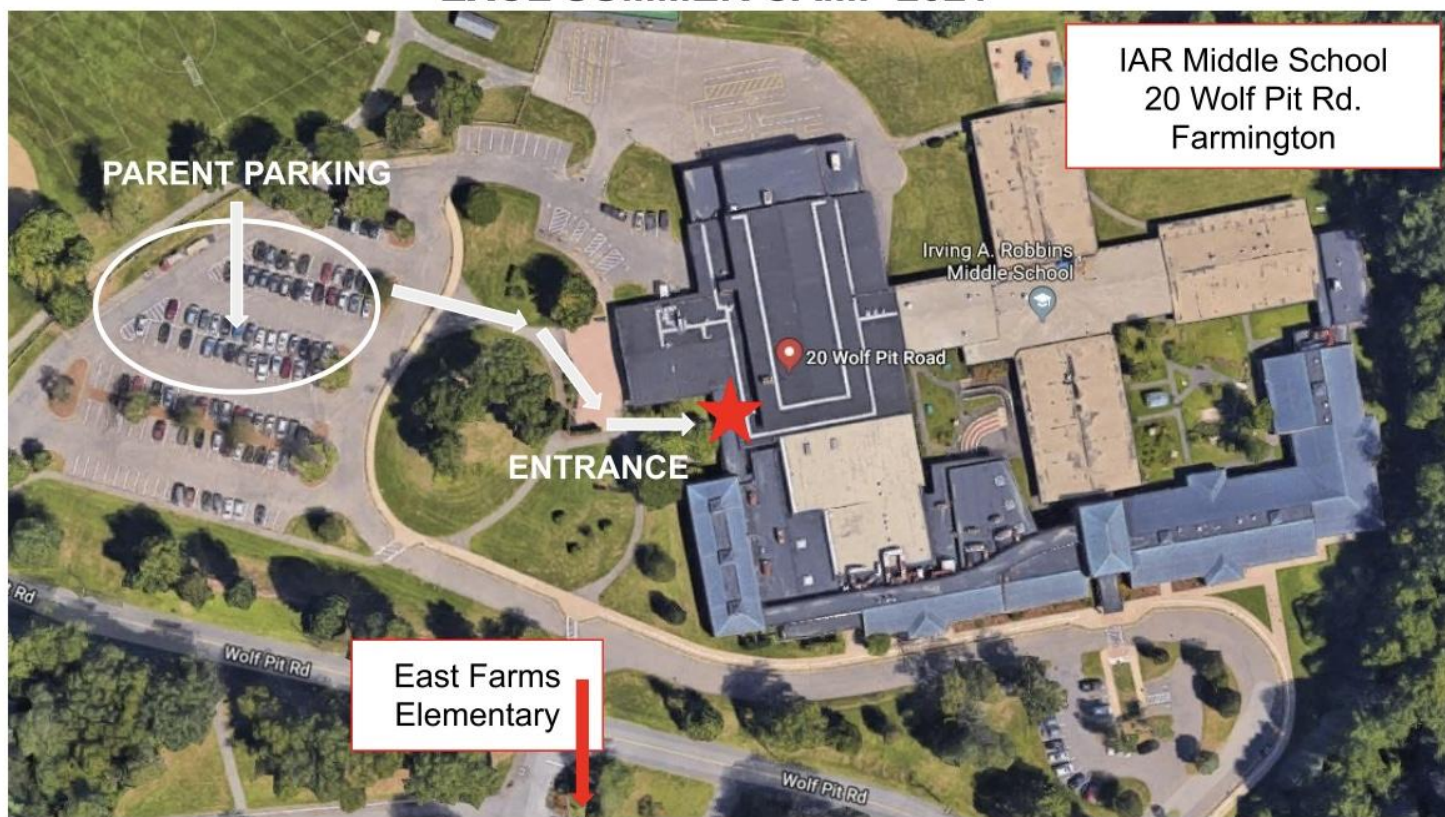 IAR Middle School
20 Wolf Pit Rd.
Farmington
PARENT PARKING
Irving A. Robbins
Middle School
20 Wolf Pit Road
ENTRANCE
Rd
Wolf Pit Rd
East Farms
Elementary
Wolf Pit Rd